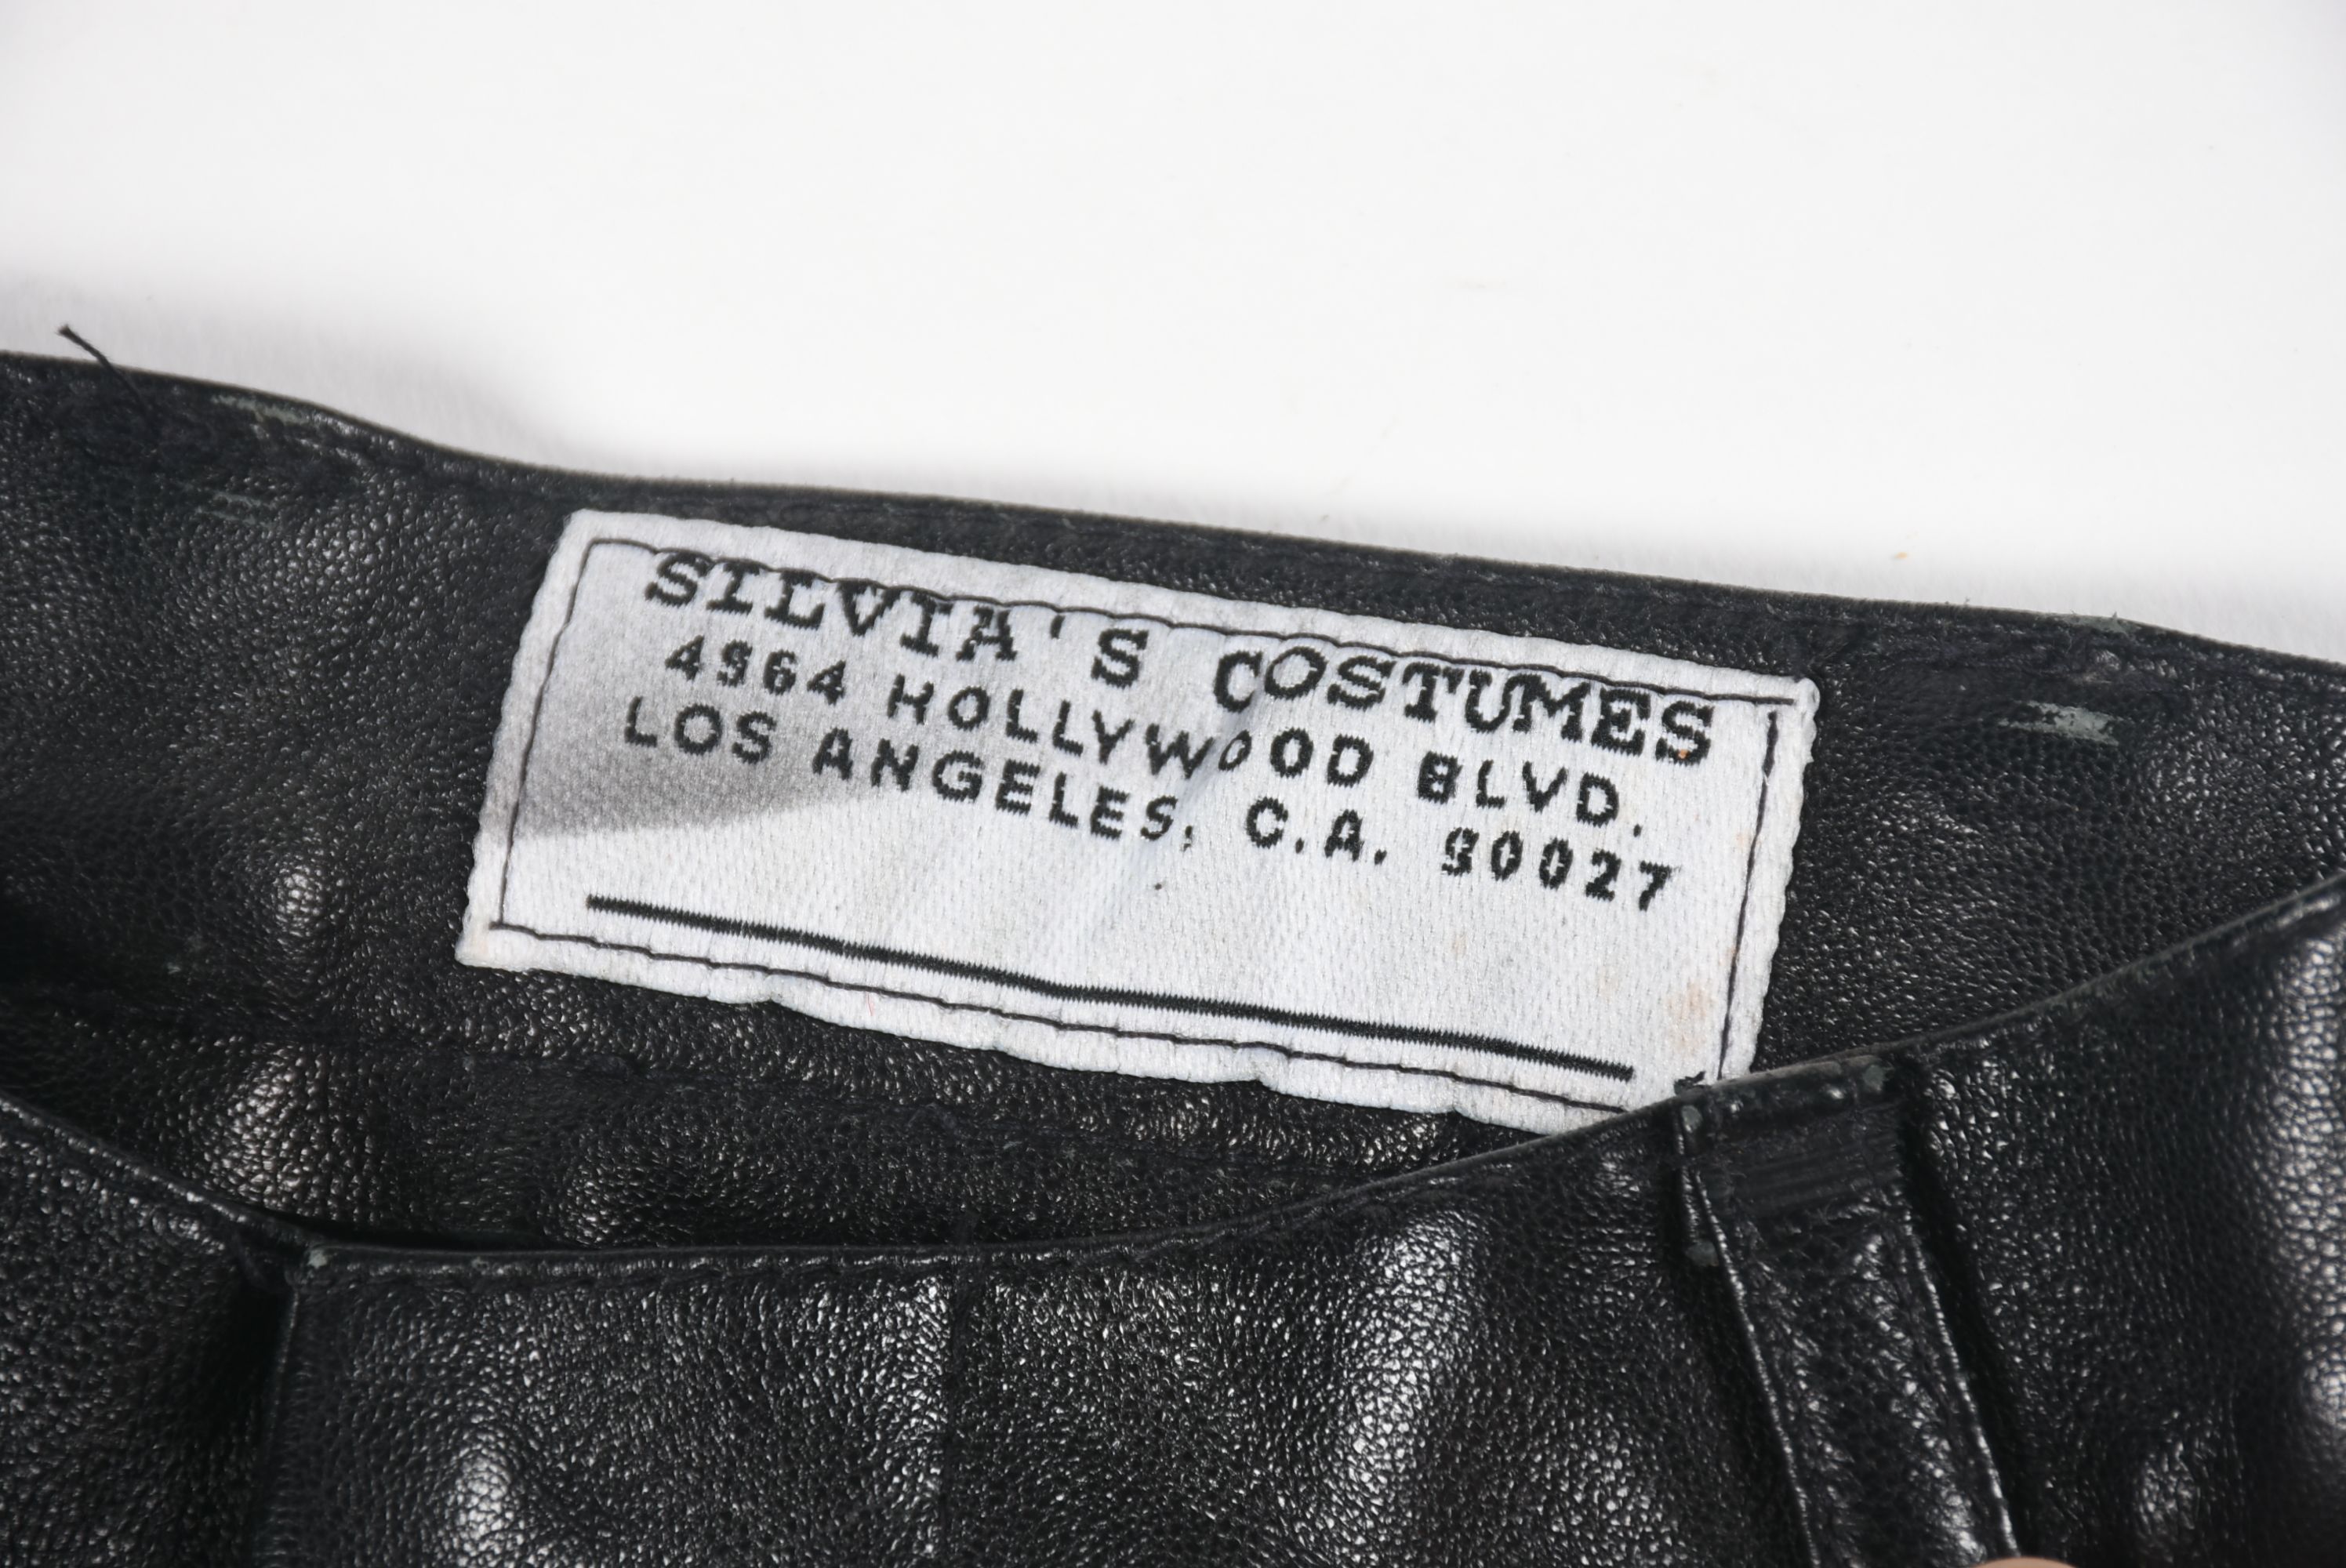 SILVIA'S COSTUMES
4964 HOLLYWOOD BLVD.
LOS ANGELES, C.A. 90027